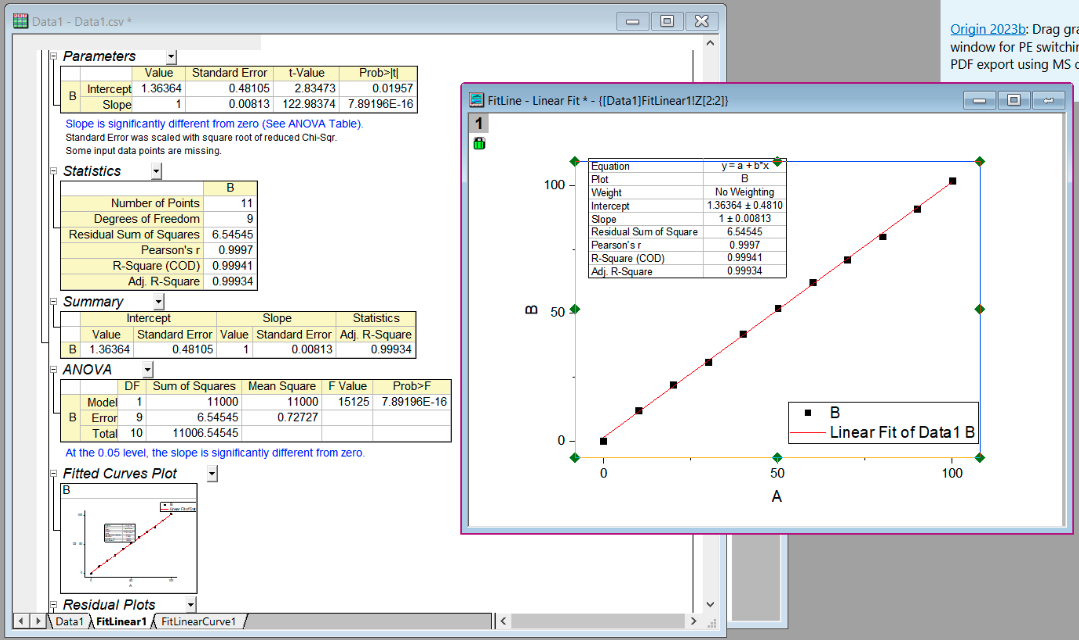 Data1 - Data1.csv *
Parameters
Value Standard Error t-Value Prob>|t|
B Intercept 1.36364 0.48105 2.83473 0.01957
Slope 1 0.00813 122.98374 7.89196E-16
Slope is significantly different from zero (See ANOVA Table).
Standard Error was scaled with square root of reduced Chi-Sqr.
Some input data points are missing.
Statistics
B
Number of Points 11
Degrees of Freedom 9
Residual Sum of Squares 6.54545
Pearson's r 0.9997
R-Square (COD) 0.99941
Adj. R-Square 0.99934
Summary
Intercept Slope Statistics
Value Standard Error Value Standard Error Adj. R-Square
B 1.36364 0.48105 1 0.00813 0.99934
ANOVA
DF Sum of Squares Mean Square F Value Prob>F
B Model 1 11000 11000 15125 7.89196E-16
Error 9 6.54545 0.72727
Total 10 11006.54545
At the 0.05 level, the slope is significantly different from zero.
Fitted Curves Plot
B
Residual Plots
Data1 FitLinear1 FitLinearCurve1
Origin 2023b: Drag gra
window for PE switchin
PDF export using MS
FitLine - Linear Fit * - {[Data1]FitLinear1!Z[2:2]}
1
Equation y = a + b*x
Plot B
Weight No Weighting
Intercept 1.36364 ± 0.4810
Slope 1 ± 0.00813
Residual Sum of Square 6.54545
Pearson's r 0.9997
R-Square (COD) 0.99941
Adj. R-Square 0.99934
100
50
0
B
B
Linear Fit of Data1 B
0 50 100
A